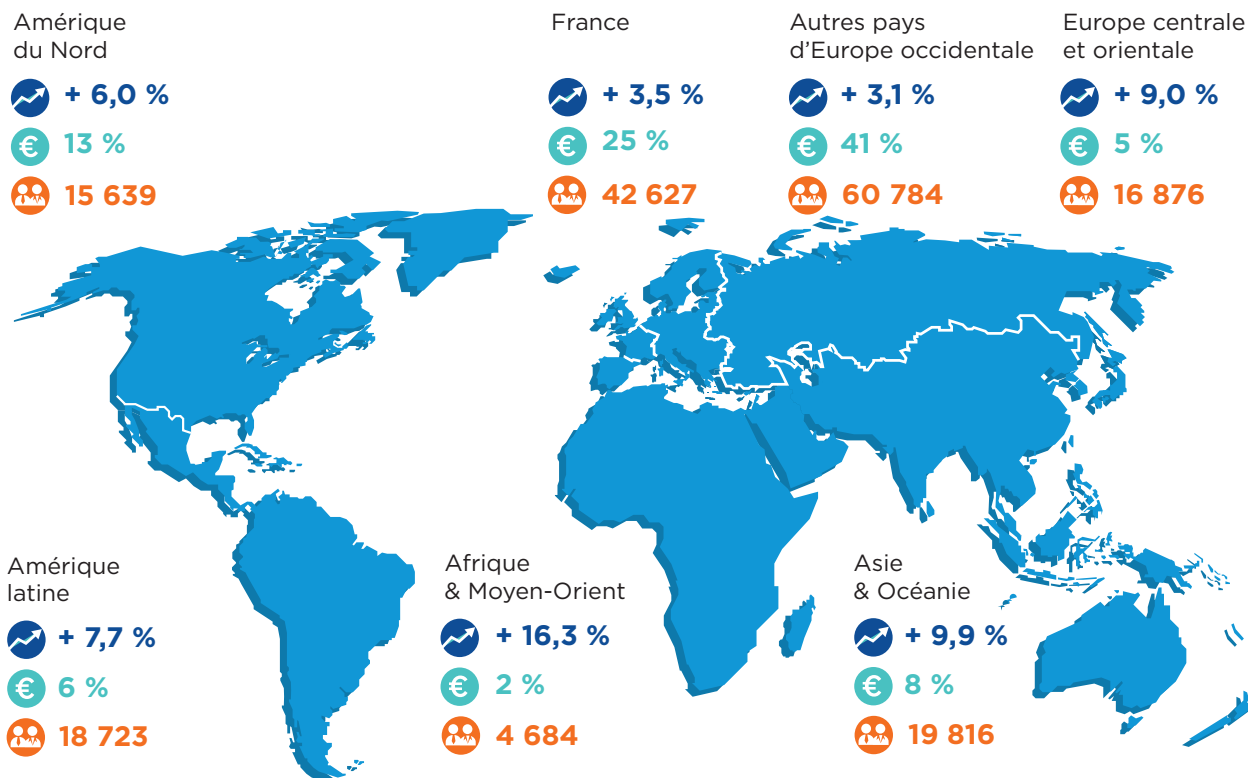 Amérique
du Nord
+ 6,0 %
€ 13 %
15 639
France
+ 3,5 %
€ 25 %
42 627
Autres pays
d'Europe occidentale
+ 3,1 %
€ 41 %
60 784
Europe centrale
et orientale
+ 9,0 %
€ 5 %
16 876
Amérique
latine
+ 7,7 %
€ 6 %
18 723
Afrique
& Moyen-Orient
+ 16,3 %
€ 2 %
4 684
Asie
& Océanie
+ 9,9 %
€ 8 %
19 816